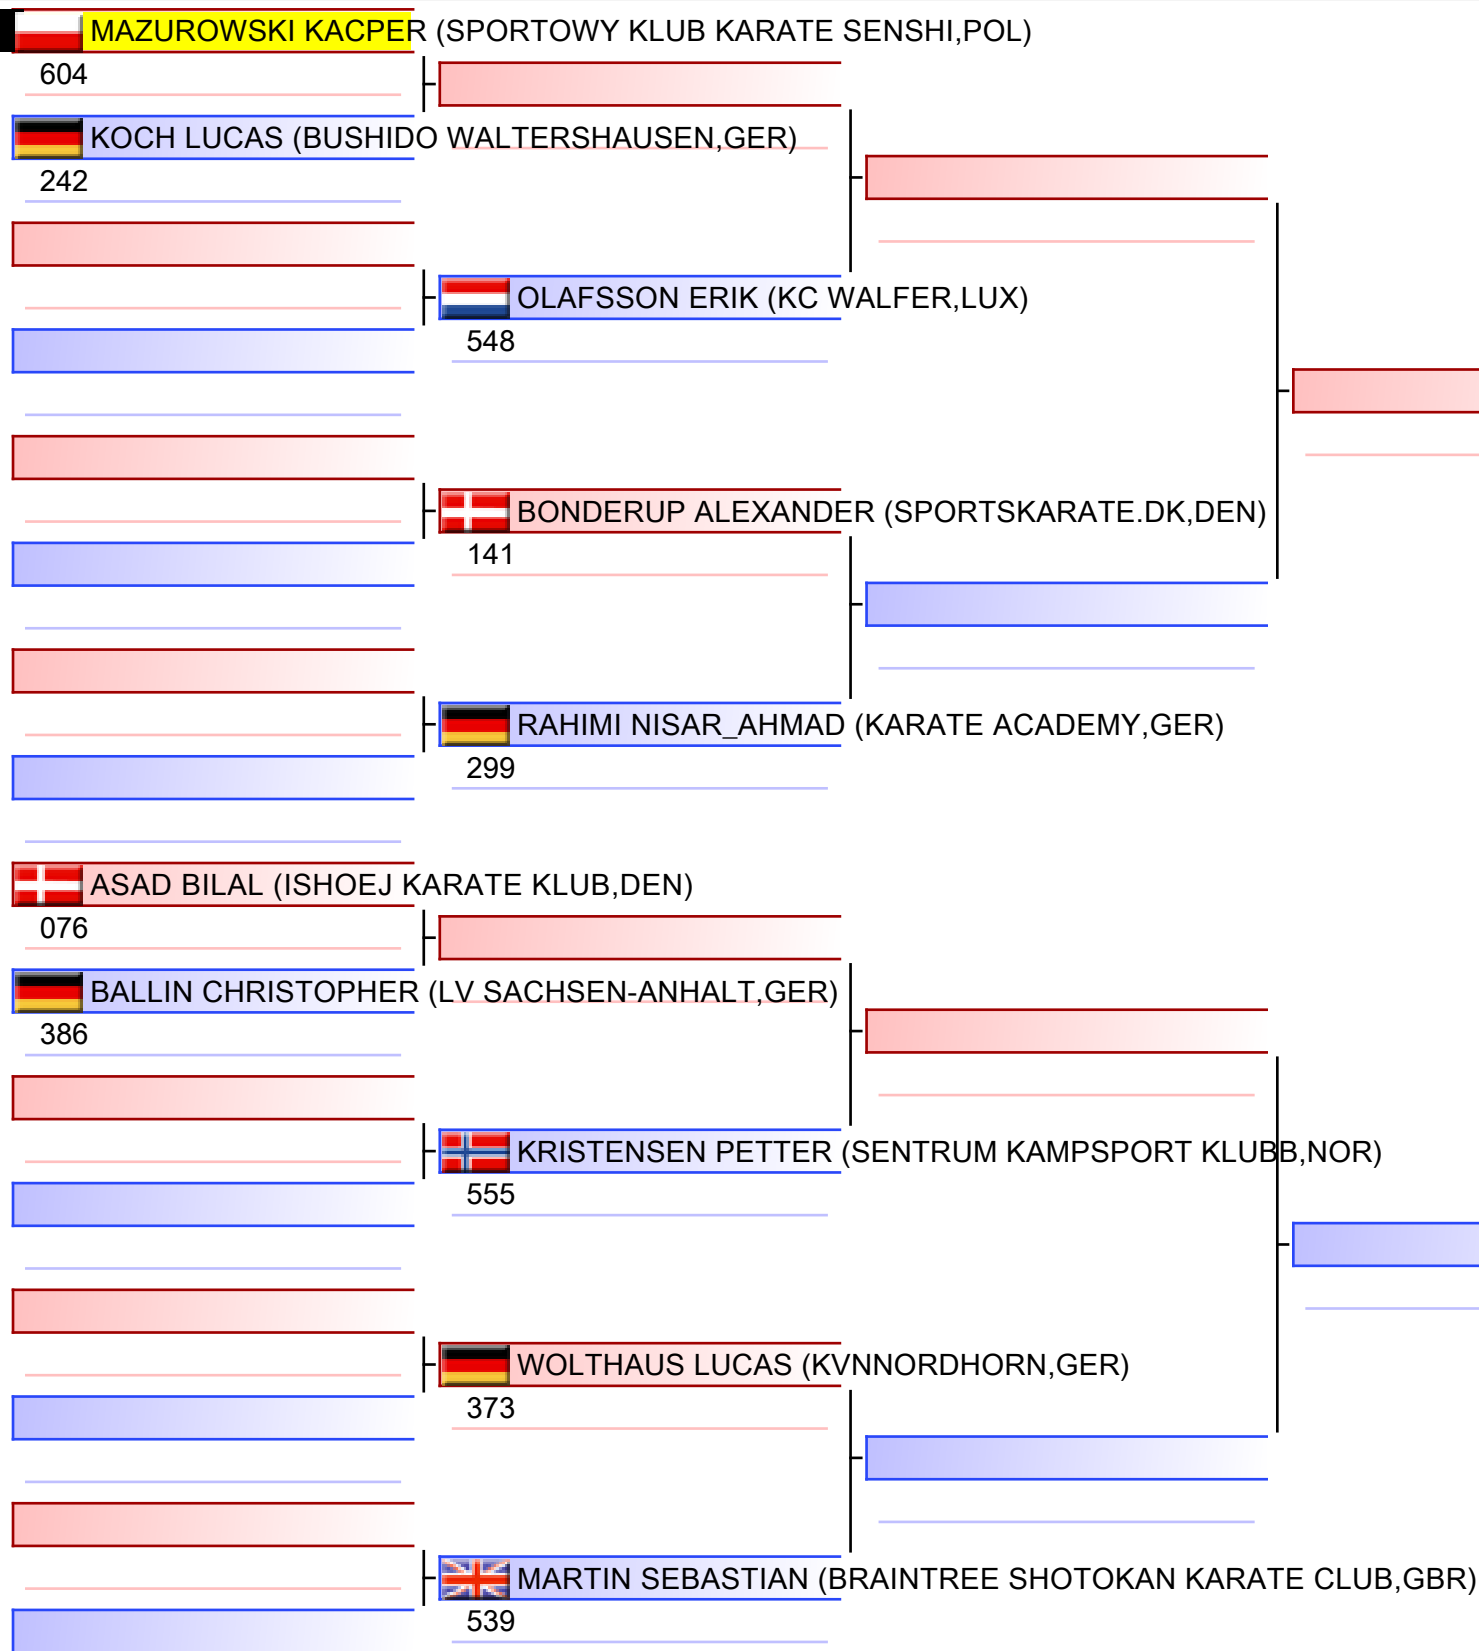 MAZUROWSKI KACPER (SPORTOWY KLUB KARATE SENSHI,POL)
604
KOCH LUCAS (BUSHIDO WALTERSHAUSEN,GER)
242
OLAFSSON ERIK (KC WALFER,LUX)
548
BONDERUP ALEXANDER (SPORTSKARATE.DK,DEN)
141
RAHIMI NISAR_AHMAD (KARATE ACADEMY,GER)
299
ASAD BILAL (ISHOEJ KARATE KLUB,DEN)
076
BALLIN CHRISTOPHER (LV SACHSEN-ANHALT,GER)
386
KRISTENSEN PETTER (SENTRUM KAMPSPORT KLUBB,NOR)
555
WOLTHAUS LUCAS (KVNNORDHORN,GER)
373
MARTIN SEBASTIAN (BRAINTREE SHOTOKAN KARATE CLUB,GBR)
539